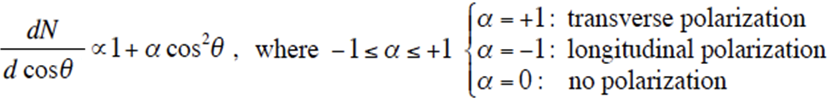 dN
d cosθ
∝ 1 + α cos²θ , where −1 ≤ α ≤ +1
α = +1 : transverse polarization
α = −1 : longitudinal polarization
α = 0 : no polarization